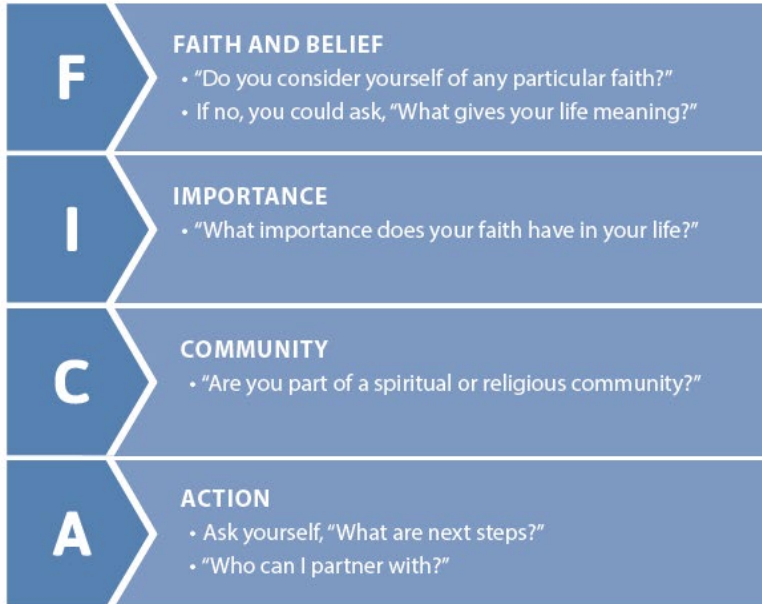 F
FAITH AND BELIEF
• “Do you consider yourself of any particular faith?”
• If no, you could ask, “What gives your life meaning?”
I
IMPORTANCE
• “What importance does your faith have in your life?”
C
COMMUNITY
• “Are you part of a spiritual or religious community?”
A
ACTION
• Ask yourself, “What are next steps?”
• “Who can I partner with?”